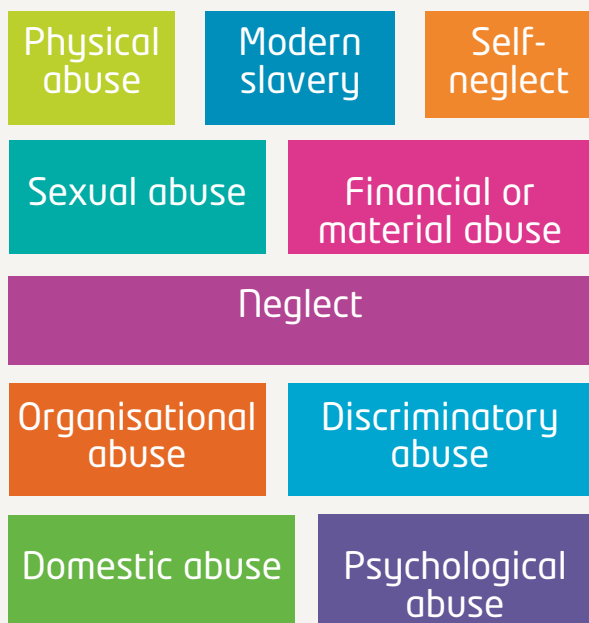 Physical
abuse
Modern
slavery
Self-
neglect
Sexual abuse
Financial or
material abuse
Neglect
Organisational
abuse
Discriminatory
abuse
Domestic abuse
Psychological
abuse